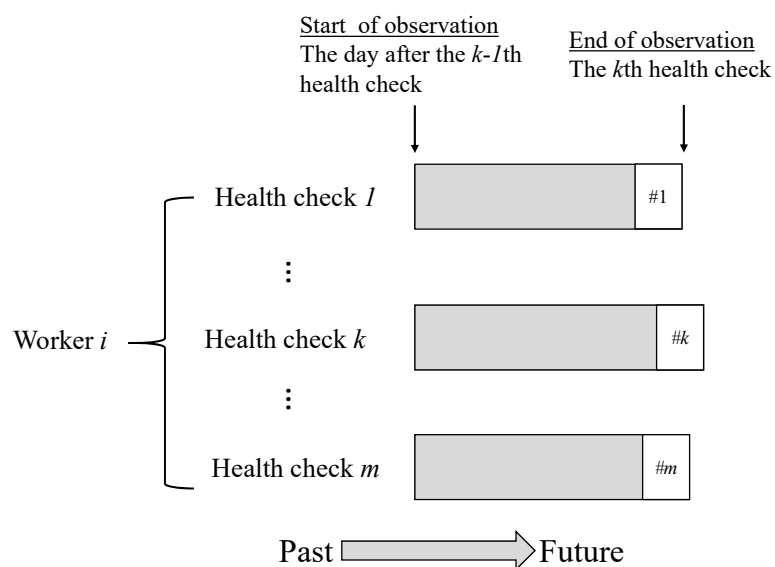 Start of observation
The day after the k-1th
health check
End of observation
The kth health check
Health check 1
#1
Worker i
Health check k
#k
Health check m
#m
Past
Future